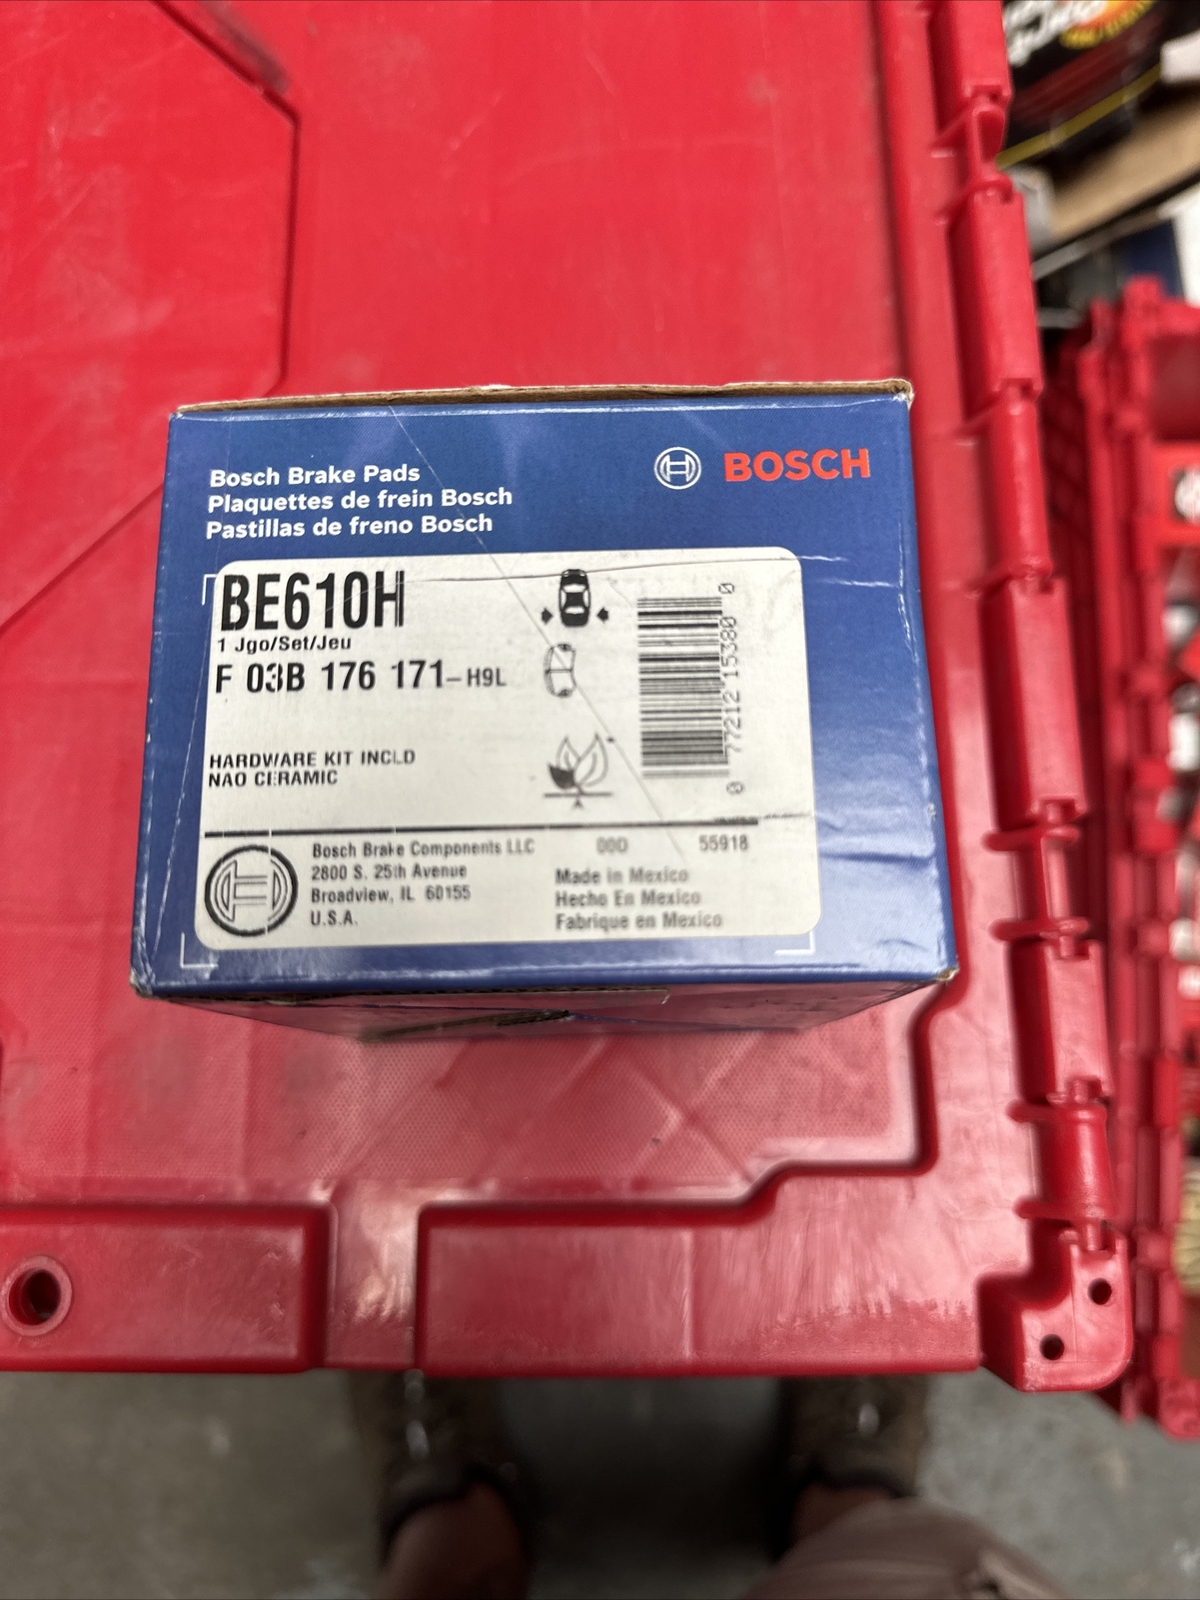 Bosch Brake Pads
Plaquettes de frein Bosch
Pastillas de freno Bosch
BOSCH
BE610H
1 Jgo/Set/Jeu
F 03B 176 171-H9L
HARDWARE KIT INCLD
NAO CERAMIC
0 77212 15380 0
Bosch Brake Components LLC
2800 S. 25th Avenue
Broadview, IL 60155
U.S.A.
00D 55918
Made in Mexico
Hecho En Mexico
Fabrique en Mexico